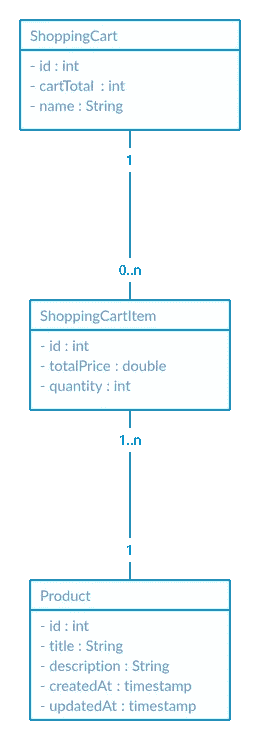 ShoppingCart
- id : int
- cartTotal : int
- name : String
1
0..n
ShoppingCartItem
- id : int
- totalPrice : double
- quantity : int
1..n
1
Product
- id : int
- title : String
- description : String
- createdAt : timestamp
- updatedAt : timestamp